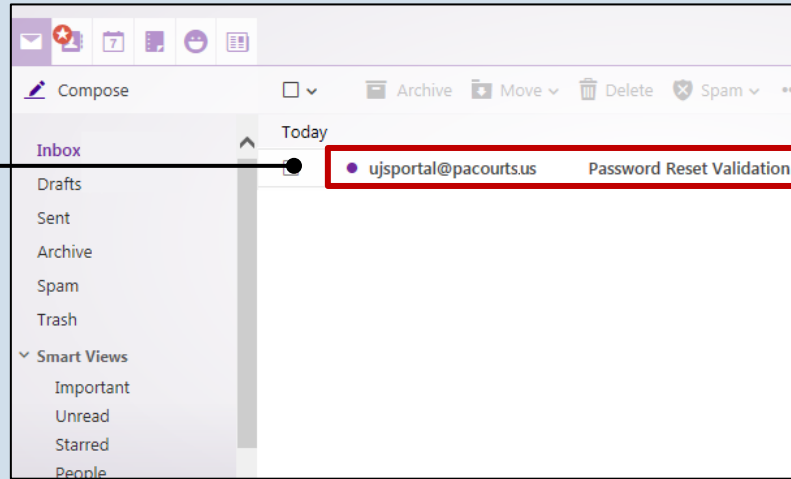 7
Compose
Archive Move Delete Spam
Today
Inbox
ujsportal@pacourts.us Password Reset Validation
Drafts
Sent
Archive
Spam
Trash
Smart Views
Important
Unread
Starred
People